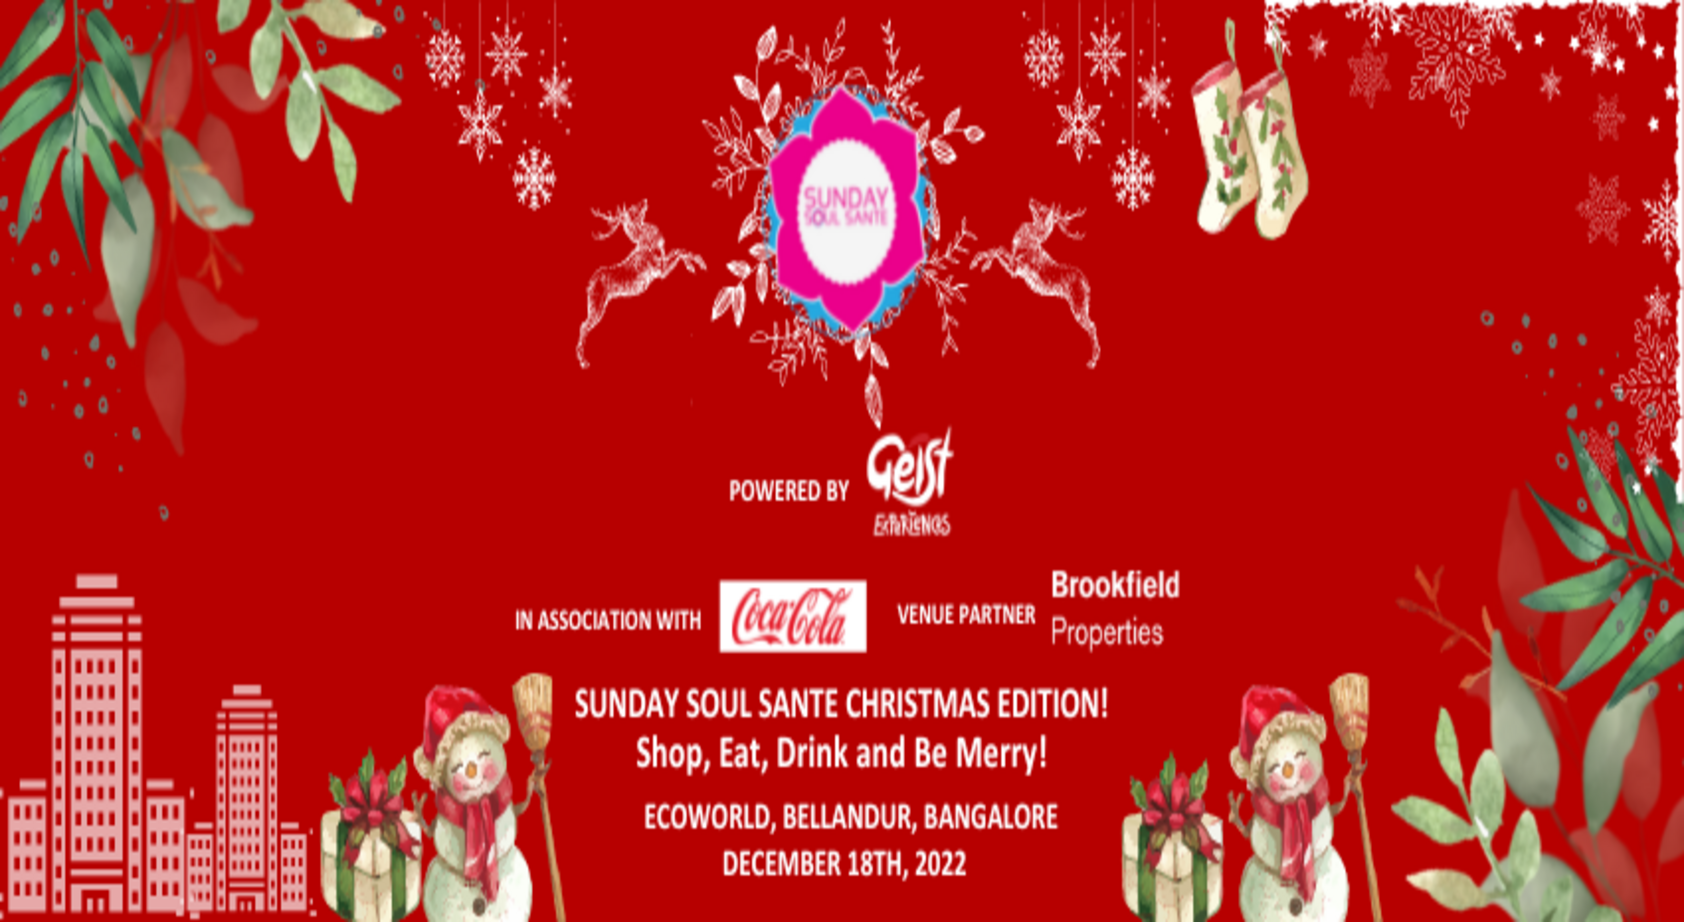 SUNDAY
SOUL SANTE
POWERED BY
Geist
EXPERIENCES
IN ASSOCIATION WITH
Coca-Cola
VENUE PARTNER
Brookfield
Properties
SUNDAY SOUL SANTE CHRISTMAS EDITION!
Shop, Eat, Drink and Be Merry!
ECOWORLD, BELLANDUR, BANGALORE
DECEMBER 18TH, 2022